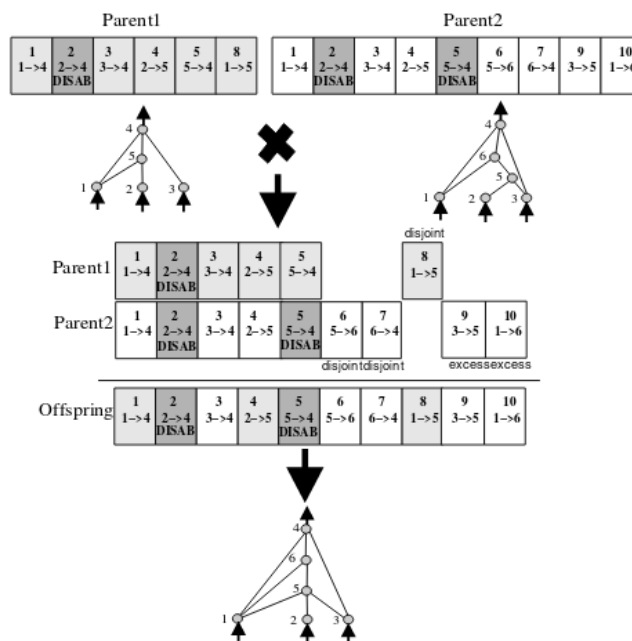 Parent1 Parent2
1 2 3 4 5 8 1 2 3 4 5 6 7 9 10
1->4 2->4 3->4 2->5 5->4 1->5 1->4 2->4 3->4 2->5 5->4 5->6 6->4 3->5 1->6
DISAB DISAB DISAB
4
5
1 2 3
4
6
5
1 2 3
disjoint
Parent1
1 2 3 4 5 8
1->4 2->4 3->4 2->5 5->4 1->5
DISAB
Parent2
1 2 3 4 5 6 7 9 10
1->4 2->4 3->4 2->5 5->4 5->6 6->4 3->5 1->6
DISAB DISAB
disjoint disjoint excess excess
Offspring
1 2 3 4 5 6 7 8 9 10
1->4 2->4 3->4 2->5 5->4 5->6 6->4 1->5 3->5 1->6
DISAB DISAB
4
6
5
1 2 3